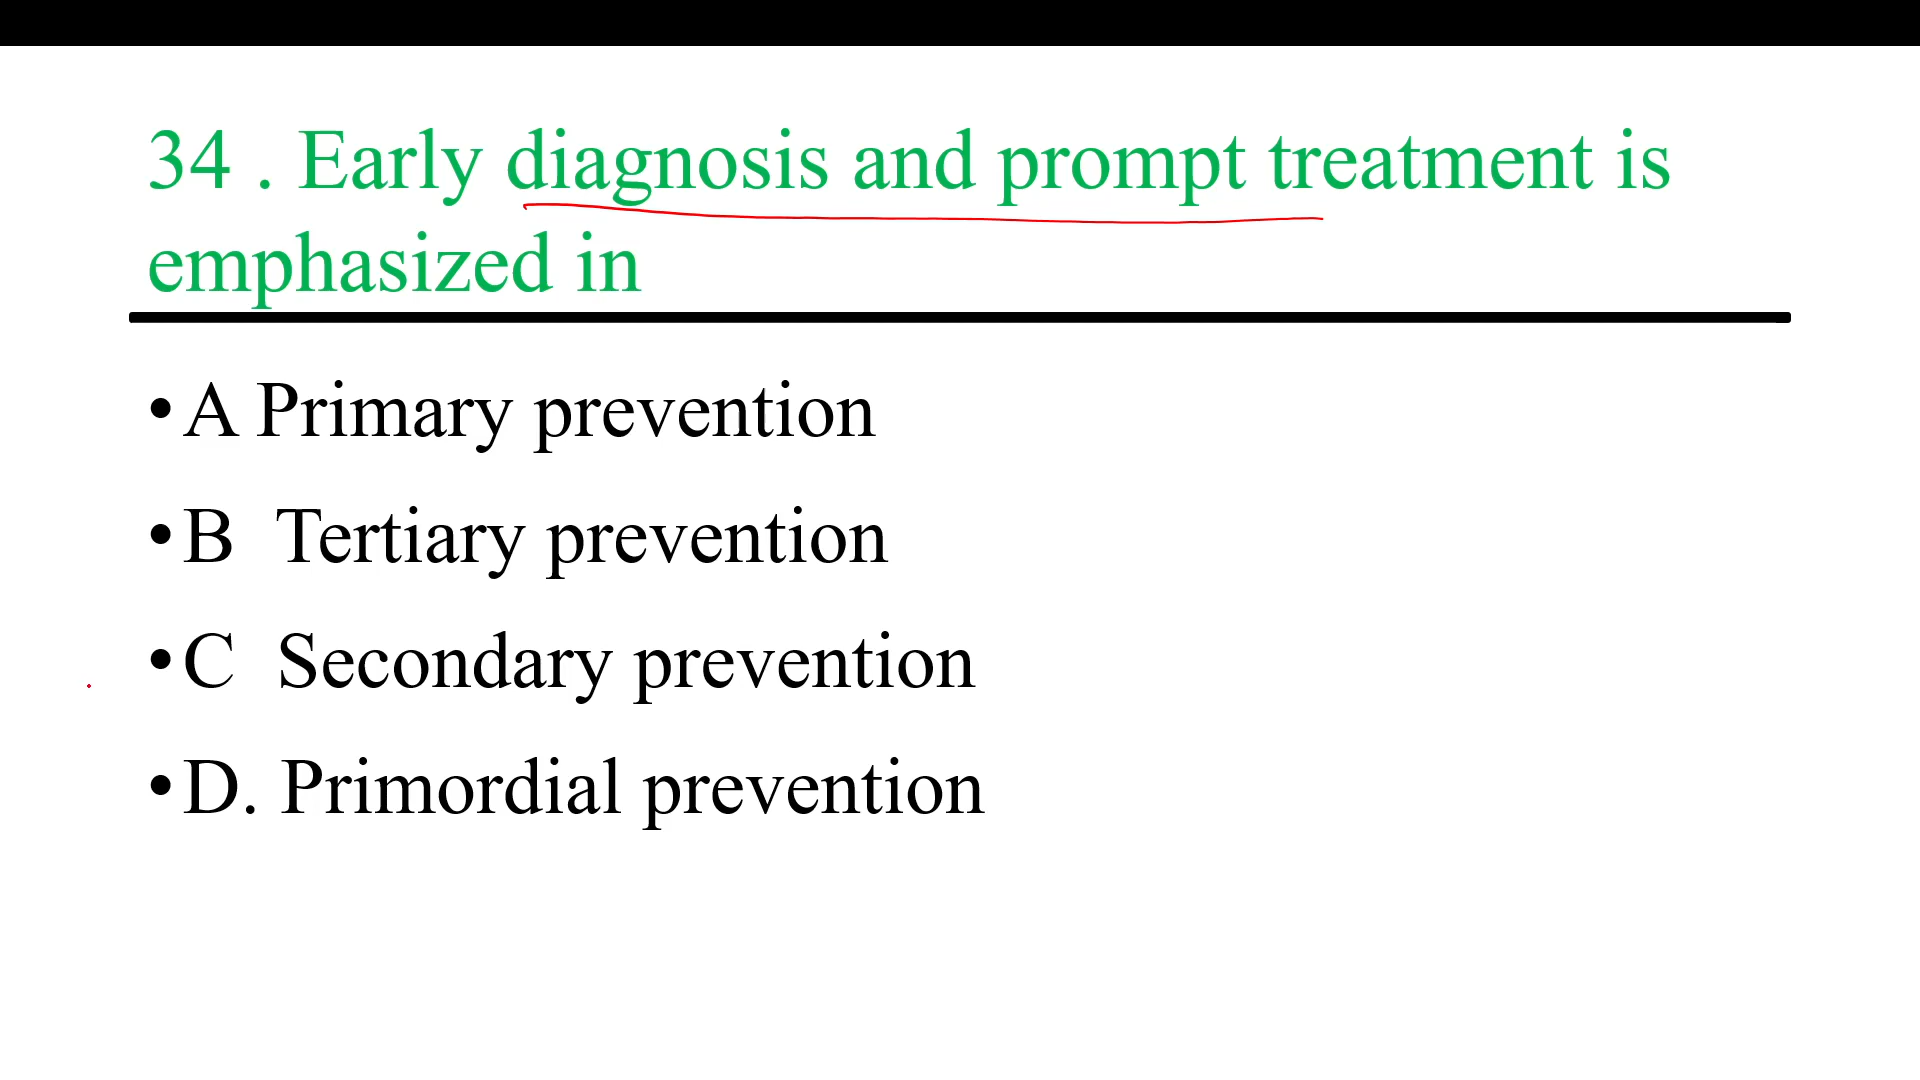 34 . Early diagnosis and prompt treatment is
emphasized in
•A Primary prevention
•B  Tertiary prevention
•C  Secondary prevention
•D. Primordial prevention